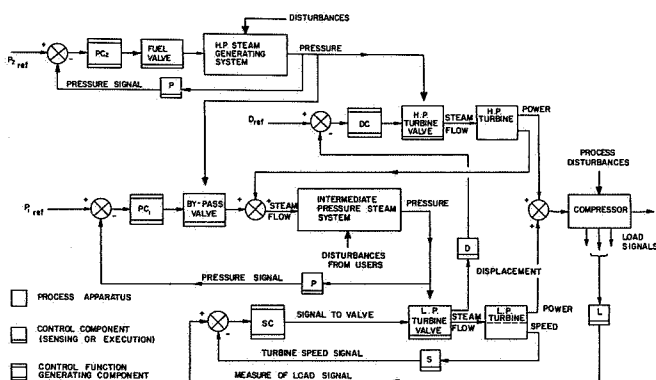 DISTURBANCES
P2 ref
+
-
PC2
FUEL
VALVE
H.P. STEAM
GENERATING
SYSTEM
PRESSURE
PRESSURE SIGNAL
P
Dref
+
-
DC
H.P.
TURBINE
VALVE
STEAM
FLOW
H.P.
TURBINE
POWER
PROCESS
DISTURBANCES
P1 ref
+
-
PC1
BY-PASS
VALVE
+
+
STEAM
FLOW
INTERMEDIATE
PRESSURE STEAM
SYSTEM
PRESSURE
+
+
COMPRESSOR
LOAD
SIGNALS
DISTURBANCES
FROM USERS
D
DISPLACEMENT
PRESSURE SIGNAL
P
PROCESS APPARATUS
CONTROL COMPONENT
(SENSING OR EXECUTION)
CONTROL FUNCTION
GENERATING COMPONENT
+
-
SC
SIGNAL TO VALVE
L.P.
TURBINE
VALVE
STEAM
FLOW
L.P.
TURBINE
POWER
SPEED
L
TURBINE SPEED SIGNAL
S
MEASURE OF LOAD SIGNAL